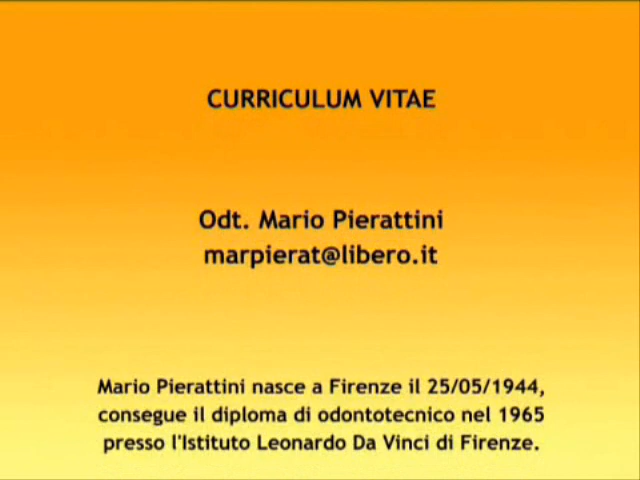 CURRICULUM VITAE
Odt. Mario Pierattini
marpierat@libero.it
Mario Pierattini nasce a Firenze il 25/05/1944,
consegue il diploma di odontotecnico nel 1965
presso l'Istituto Leonardo Da Vinci di Firenze.